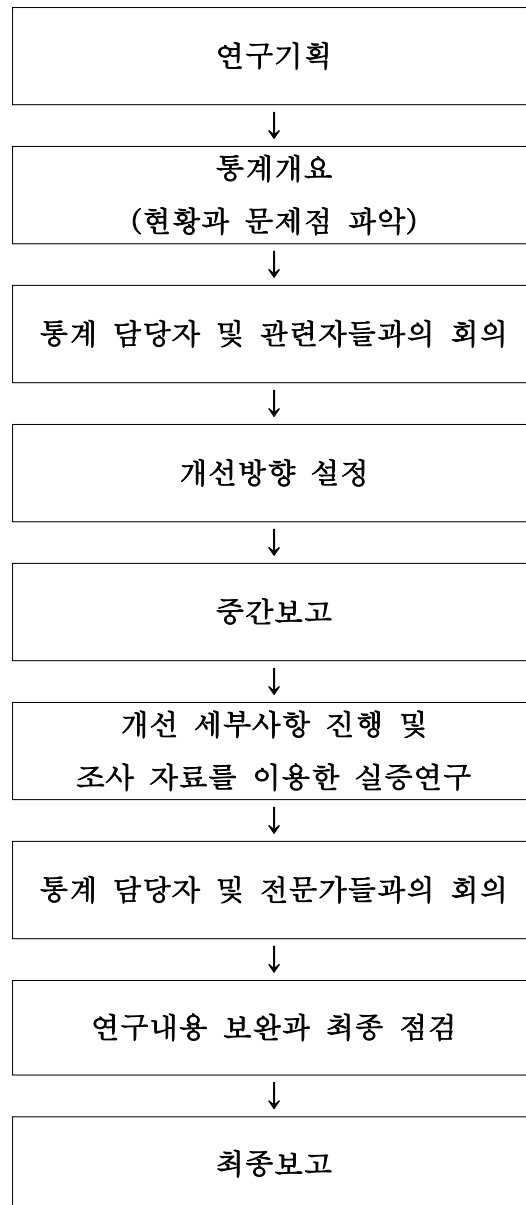 연구기획
↓
통계개요
(현황과 문제점 파악)
↓
통계 담당자 및 관련자들과의 회의
↓
개선방향 설정
↓
중간보고
↓
개선 세부사항 진행 및
조사 자료를 이용한 실증연구
↓
통계 담당자 및 전문가들과의 회의
↓
연구내용 보완과 최종 점검
↓
최종보고